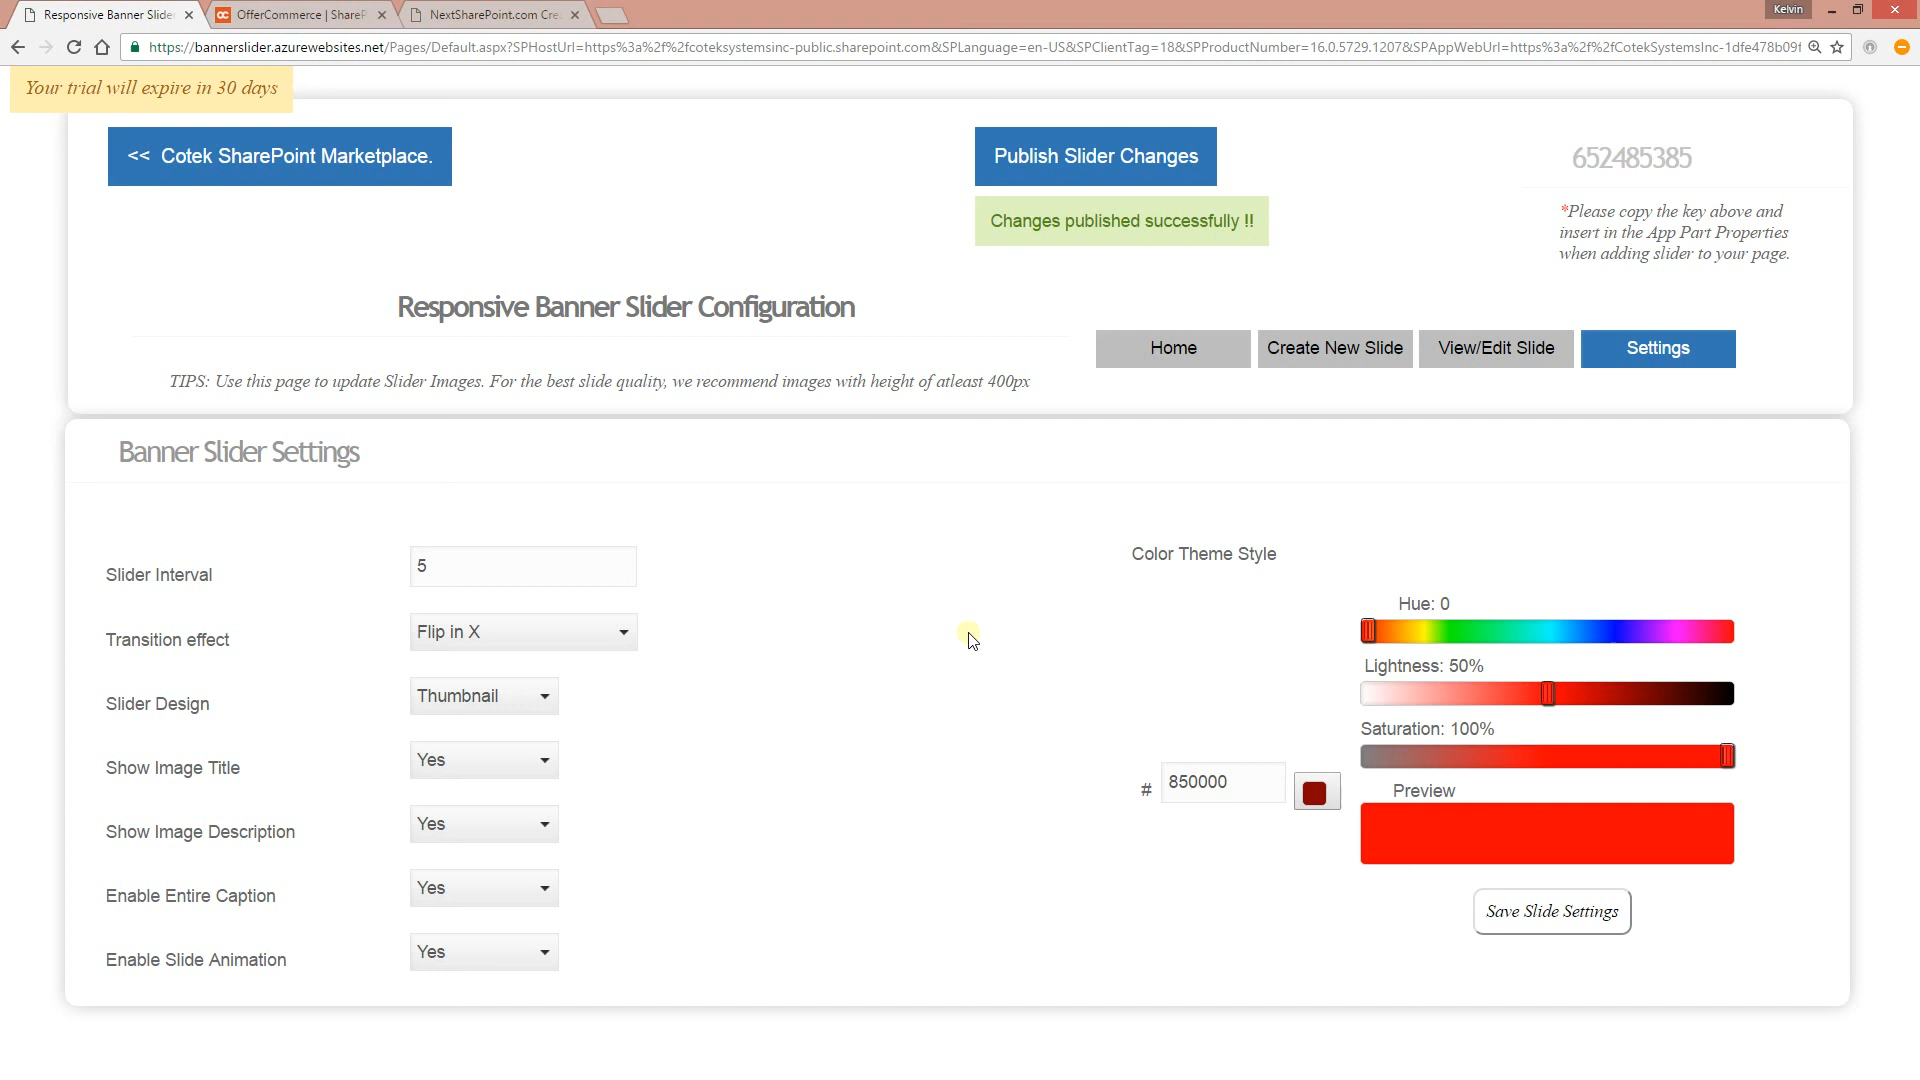 Responsive Banner Slide
OfferCommerce | ShareP
NextSharePoint.com Cre
Kelvin
https://bannerslider.azurewebsites.net/Pages/Default.aspx?SPHostUrl=https%3a%2f%2fcoteksystemsinc-public.sharepoint.com&SPLanguage=en-US&SPClientTag=18&SPProductNumber=16.0.5729.1207&SPAppWebUrl=https%3a%2f%2fCotekSystemsInc-1dfe478b09f
Your trial will expire in 30 days
<< Cotek SharePoint Marketplace.
Publish Slider Changes
652485385
Changes published successfully !!
*Please copy the key above and
insert in the App Part Properties
when adding slider to your page.
Responsive Banner Slider Configuration
Home
Create New Slide
View/Edit Slide
Settings
TIPS: Use this page to update Slider Images. For the best slide quality, we recommend images with height of atleast 400px
Banner Slider Settings
Slider Interval
5
Transition effect
Flip in X
Slider Design
Thumbnail
Show Image Title
Yes
Show Image Description
Yes
Enable Entire Caption
Yes
Enable Slide Animation
Yes
Color Theme Style
Hue: 0
Lightness: 50%
Saturation: 100%
# 850000
Preview
Save Slide Settings